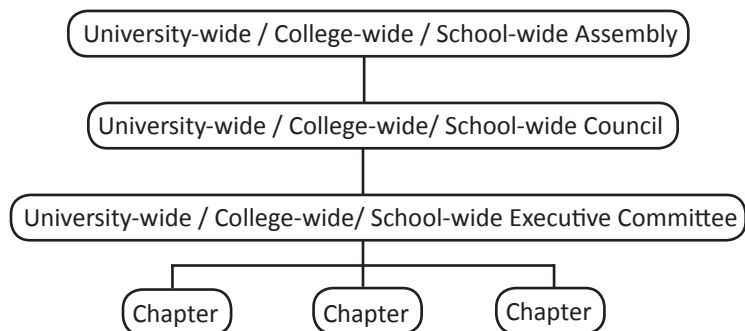 University-wide / College-wide / School-wide Assembly
University-wide / College-wide/ School-wide Council
University-wide / College-wide/ School-wide Executive Committee
Chapter
Chapter
Chapter